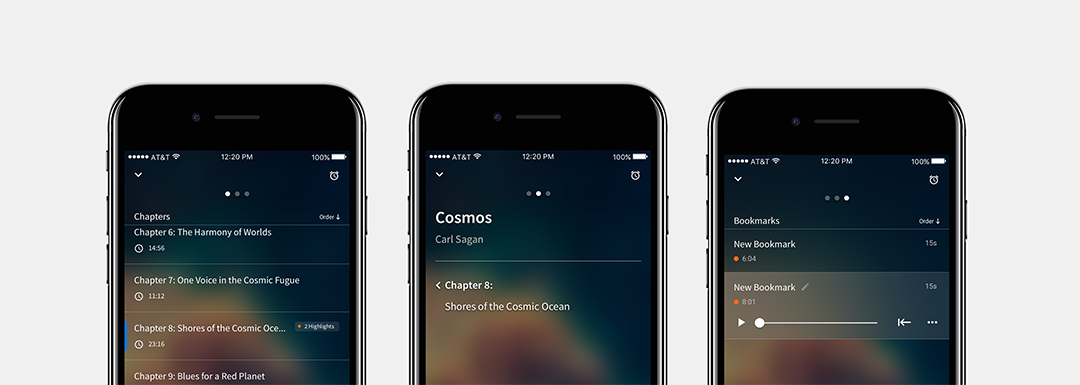 AT&T 12:20 PM 100%
Chapters Order
Chapter 6: The Harmony of Worlds
14:56
Chapter 7: One Voice in the Cosmic Fugue
11:12
Chapter 8: Shores of the Cosmic Oce... 2 Highlights
23:16
Chapter 9: Blues for a Red Planet
AT&T 12:20 PM 100%
Cosmos
Carl Sagan
Chapter 8:
Shores of the Cosmic Ocean
AT&T 12:20 PM 100%
Bookmarks Order
New Bookmark 15s
6:04
New Bookmark 15s
8:01